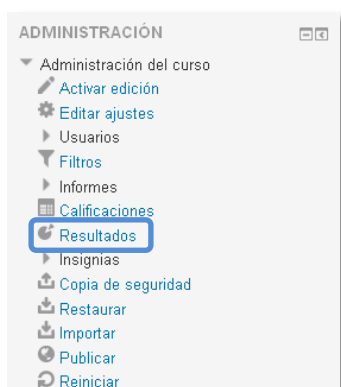 ADMINISTRACIÓN
Administración del curso
Activar edición
Editar ajustes
Usuarios
Filtros
Informes
Calificaciones
Resultados
Insignias
Copia de seguridad
Restaurar
Importar
Publicar
Reiniciar